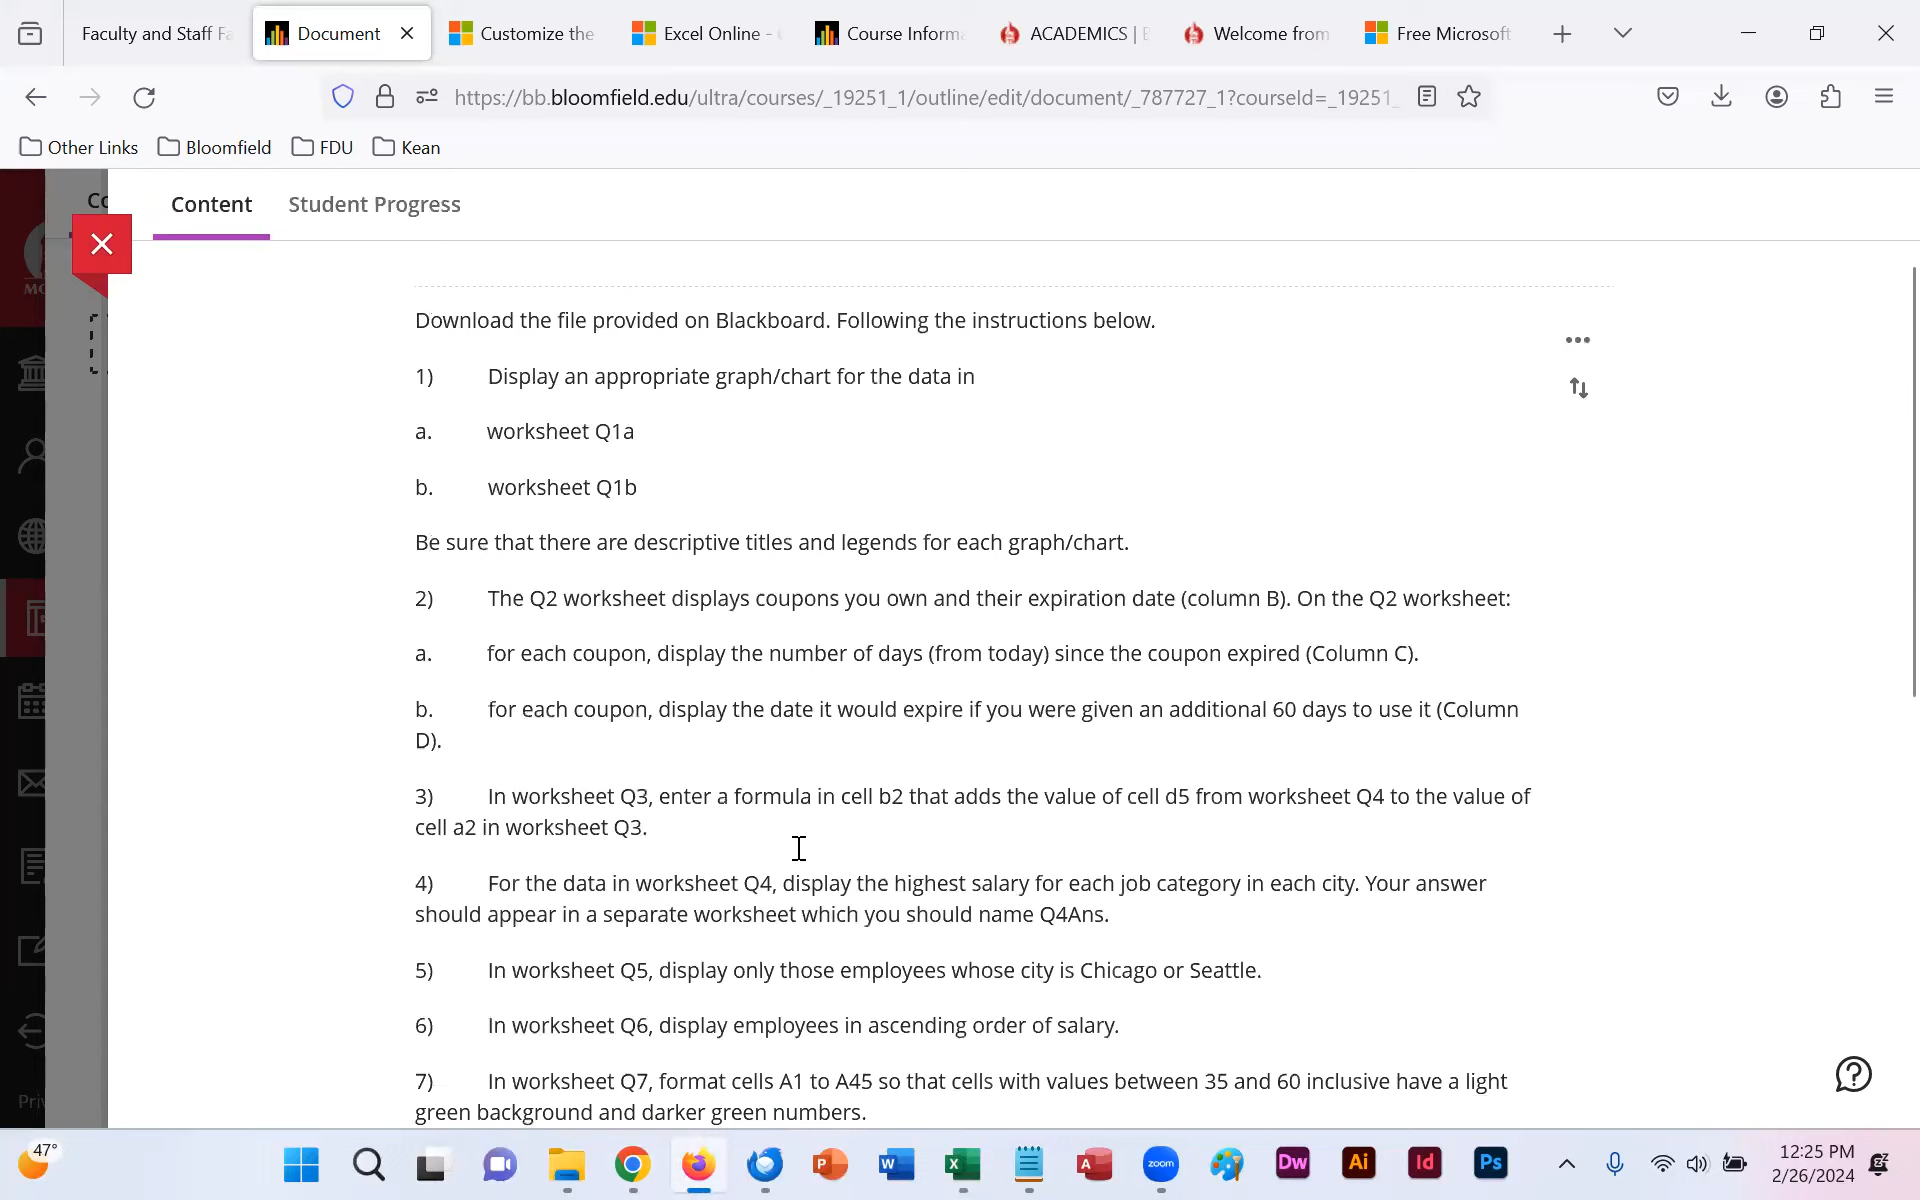 Faculty and Staff Fa
Document
Customize the
Excel Online -
Course Informa
ACADEMICS |
Welcome from
Free Microsoft
https://bb.bloomfield.edu/ultra/courses/_19251_1/outline/edit/document/_787727_1?courseId=_19251_
Other Links
Bloomfield
FDU
Kean
Content
Student Progress
Download the file provided on Blackboard. Following the instructions below.
1) Display an appropriate graph/chart for the data in
a. worksheet Q1a
b. worksheet Q1b
Be sure that there are descriptive titles and legends for each graph/chart.
2) The Q2 worksheet displays coupons you own and their expiration date (column B). On the Q2 worksheet:
a. for each coupon, display the number of days (from today) since the coupon expired (Column C).
b. for each coupon, display the date it would expire if you were given an additional 60 days to use it (Column
D).
3) In worksheet Q3, enter a formula in cell b2 that adds the value of cell d5 from worksheet Q4 to the value of
cell a2 in worksheet Q3.
4) For the data in worksheet Q4, display the highest salary for each job category in each city. Your answer
should appear in a separate worksheet which you should name Q4Ans.
5) In worksheet Q5, display only those employees whose city is Chicago or Seattle.
6) In worksheet Q6, display employees in ascending order of salary.
7) In worksheet Q7, format cells A1 to A45 so that cells with values between 35 and 60 inclusive have a light
green background and darker green numbers.
Priv
47°
zoom
Dw
Ai
Id
Ps
12:25 PM
2/26/2024